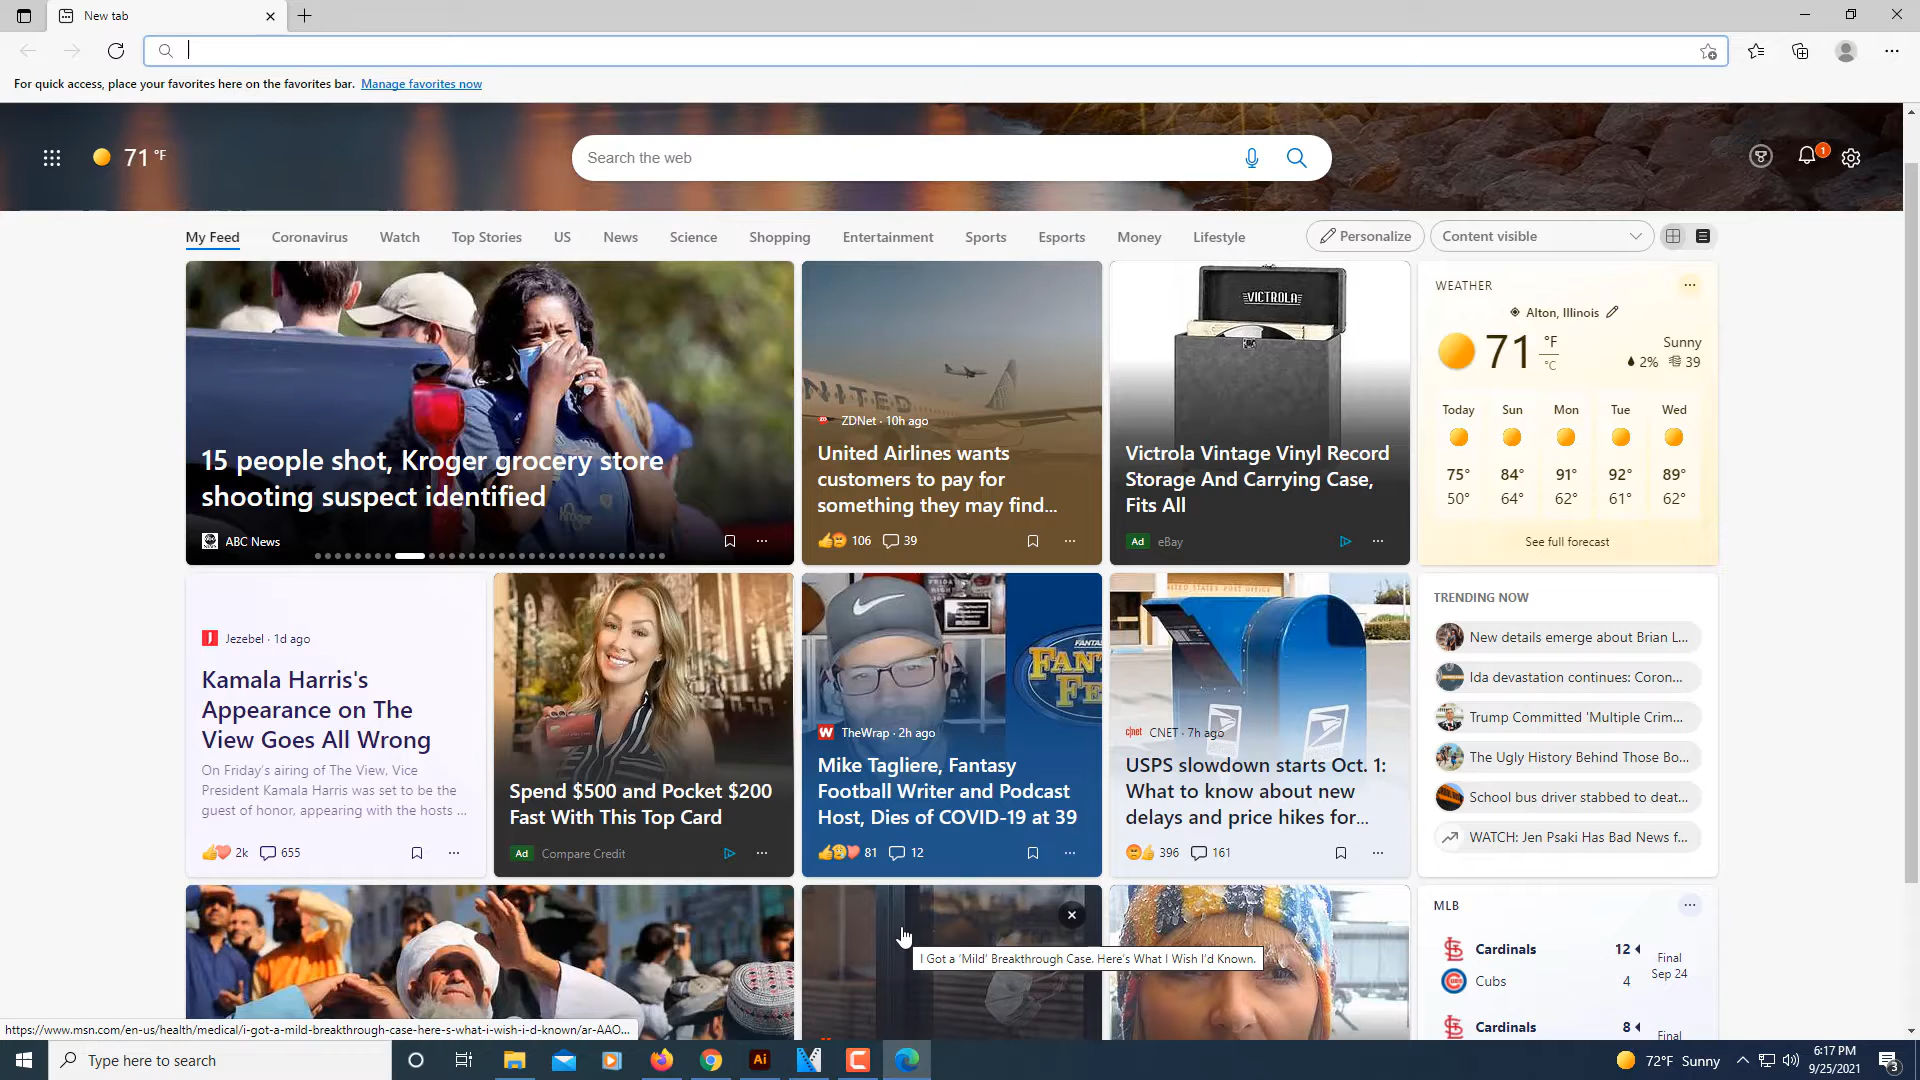 New tab
For quick access, place your favorites here on the favorites bar. Manage favorites now
71 °F
Search the web
1
My Feed Coronavirus Watch Top Stories US News Science Shopping Entertainment Sports Esports Money Lifestyle
Personalize
Content visible
15 people shot, Kroger grocery store
shooting suspect identified
ABC News
ZDNet · 10h ago
United Airlines wants
customers to pay for
something they may find...
106 39
VICTROLA
Victrola Vintage Vinyl Record
Storage And Carrying Case,
Fits All
Ad eBay
WEATHER
Alton, Illinois
71 °F
°C
Sunny
2% 39
Today Sun Mon Tue Wed
75° 84° 91° 92° 89°
50° 64° 62° 61° 62°
See full forecast
Jezebel · 1d ago
Kamala Harris's
Appearance on The
View Goes All Wrong
On Friday's airing of The View, Vice
President Kamala Harris was set to be the
guest of honor, appearing with the hosts ...
2k 655
Spend $500 and Pocket $200
Fast With This Top Card
Ad Compare Credit
TheWrap · 2h ago
Mike Tagliere, Fantasy
Football Writer and Podcast
Host, Dies of COVID-19 at 39
81 12
CNET · 7h ago
USPS slowdown starts Oct. 1:
What to know about new
delays and price hikes for...
396 161
TRENDING NOW
New details emerge about Brian L...
Ida devastation continues: Coron...
Trump Committed 'Multiple Crim...
The Ugly History Behind Those Bo...
School bus driver stabbed to deat...
WATCH: Jen Psaki Has Bad News f...
I Got a 'Mild' Breakthrough Case. Here's What I Wish I'd Known.
MLB
Cardinals 12
Cubs 4
Final
Sep 24
Cardinals 8
Final
https://www.msn.com/en-us/health/medical/i-got-a-mild-breakthrough-case-here-s-what-i-wish-i-d-known/ar-AAO...
Type here to search
Ai
72°F Sunny
6:17 PM
9/25/2021
3